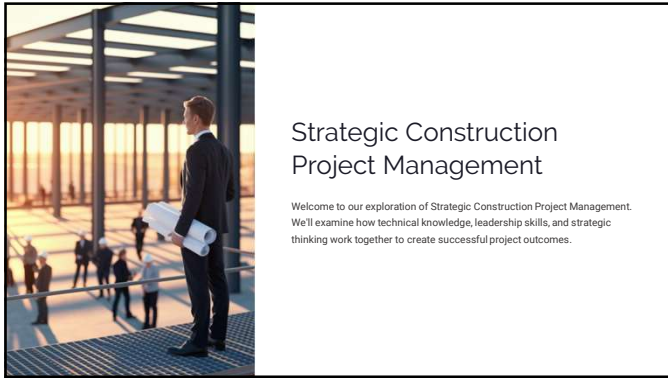 Strategic Construction
Project Management
Welcome to our exploration of Strategic Construction Project Management.
We'll examine how technical knowledge, leadership skills, and strategic
thinking work together to create successful project outcomes.